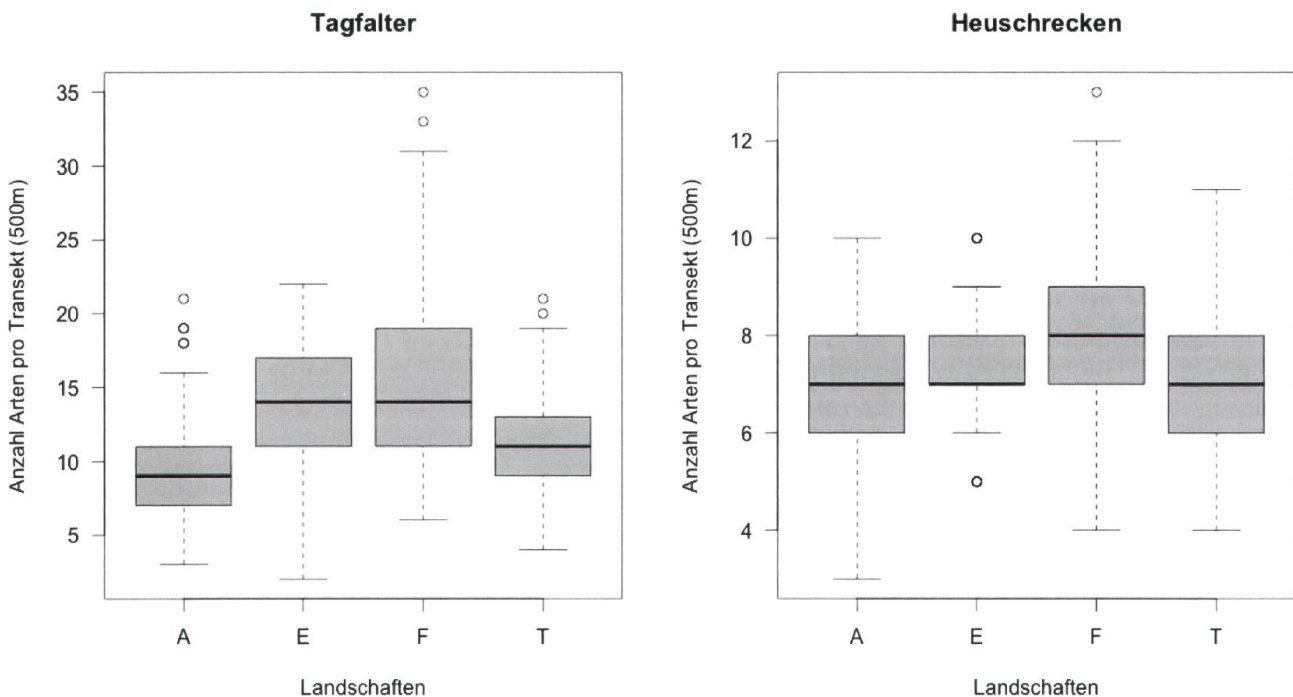 Tagfalter
Anzahl Arten pro Transekt (500m)
35
30
25
20
15
10
5
A E F T
Landschaften
Heuschrecken
Anzahl Arten pro Transekt (500m)
12
10
8
6
4
A E F T
Landschaften